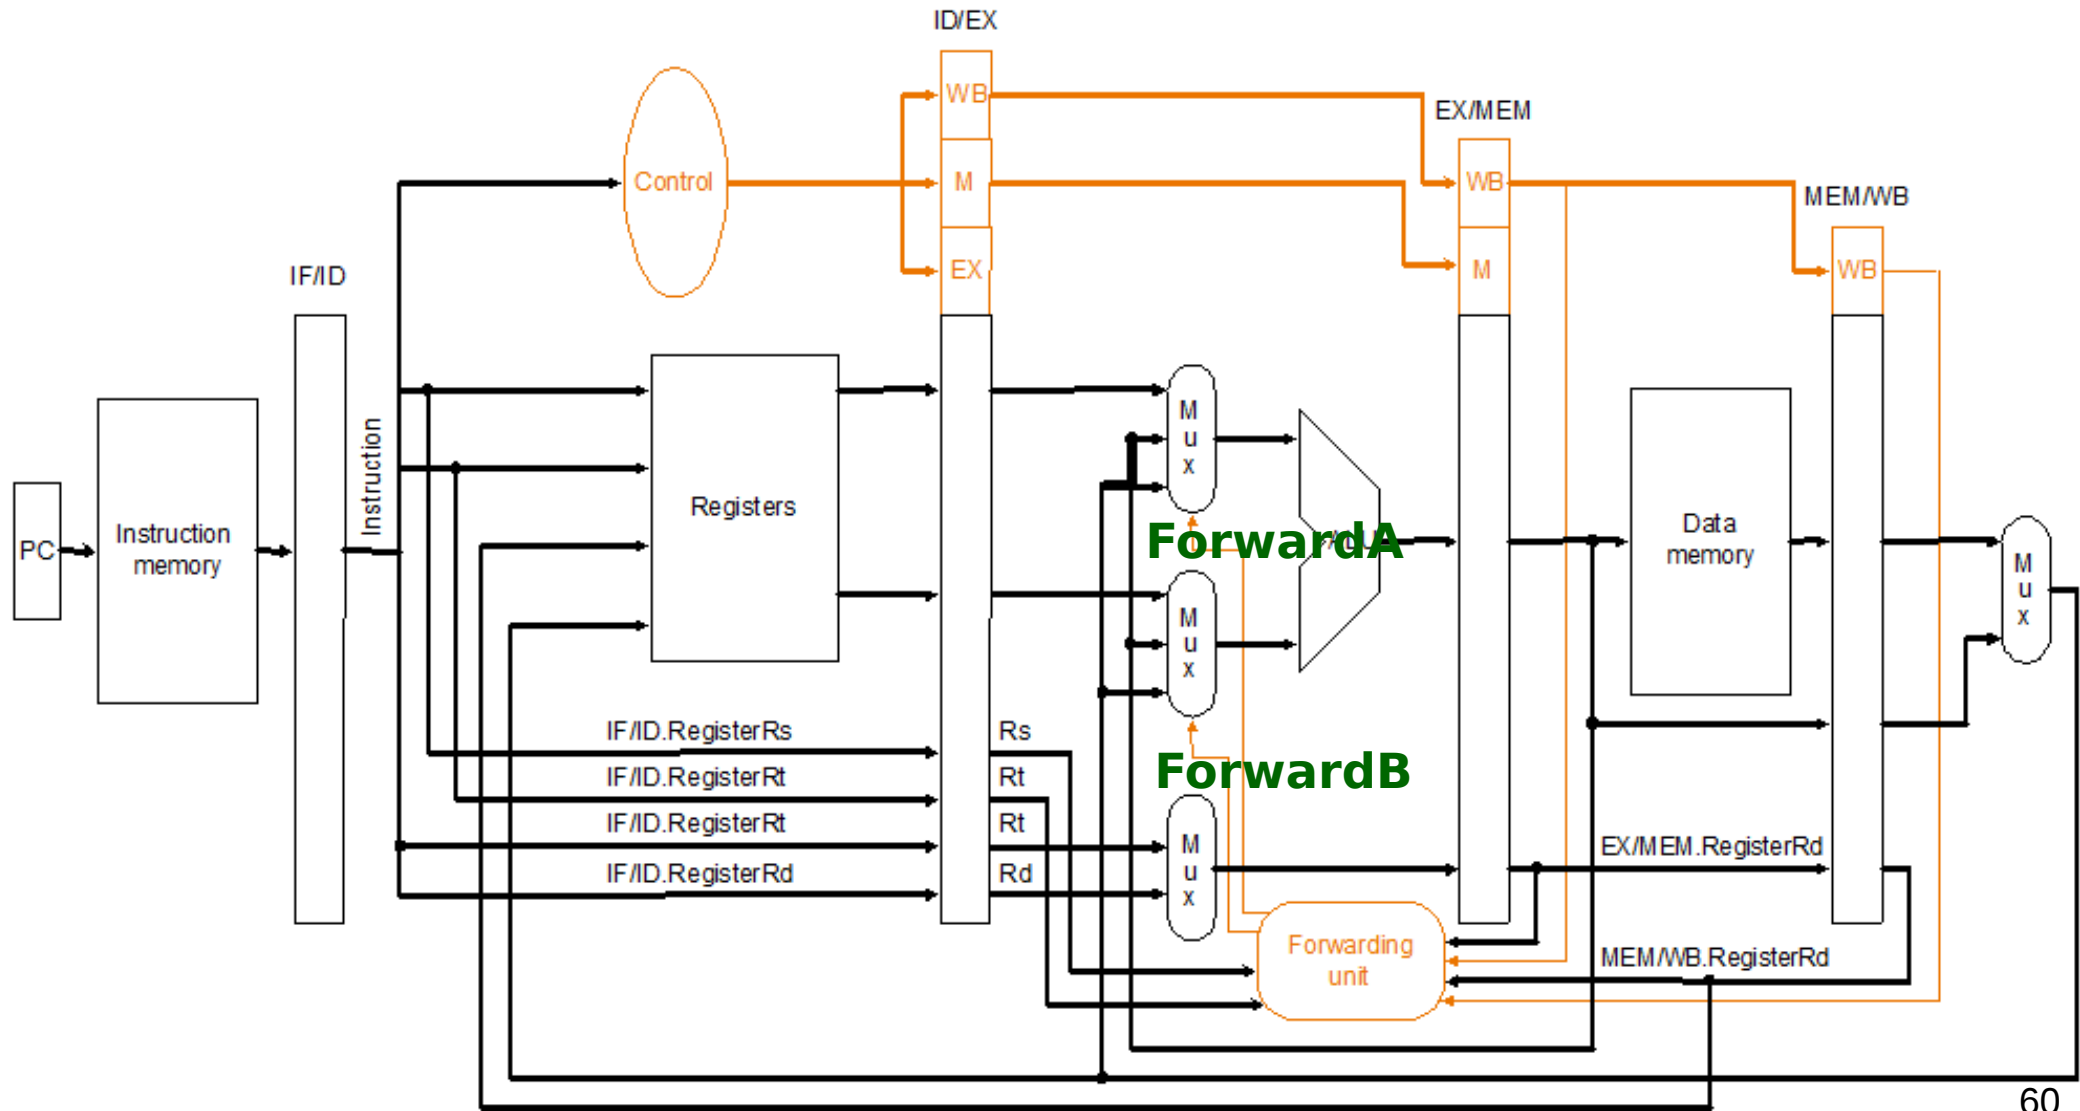 ID/EX
WB
EX/MEM
Control
M
WB
MEM/WB
IF/ID
EX
M
WB
Instruction
PC
Instruction
memory
Registers
M
u
x
ForwardA
ALU
Data
memory
M
u
x
M
u
x
IF/ID.RegisterRs
Rs
IF/ID.RegisterRt
Rt
ForwardB
IF/ID.RegisterRt
Rt
IF/ID.RegisterRd
Rd
M
u
x
EX/MEM.RegisterRd
Forwarding
unit
MEM/WB.RegisterRd
60